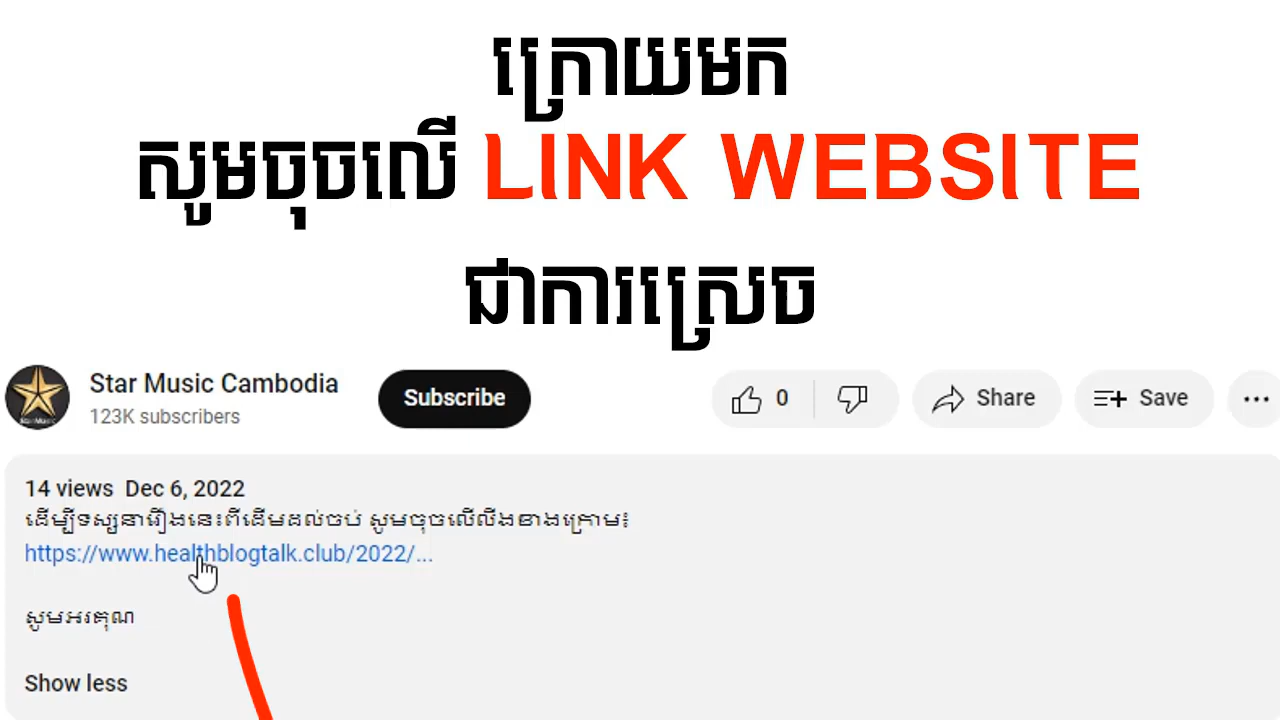 ក្រោយមក
សូមចុចលើ LINK WEBSITE
ជាការស្រេច
Star Music Cambodia
123K subscribers
Subscribe
0
Share
Save
14 views Dec 6, 2022
ដើម្បីទស្សនារឿងនេះពីដើមដល់ចប់ សូមចុចលើលីងខាងក្រោម៖
https://www.healthblogtalk.club/2022/...
សូមអរគុណ
Show less